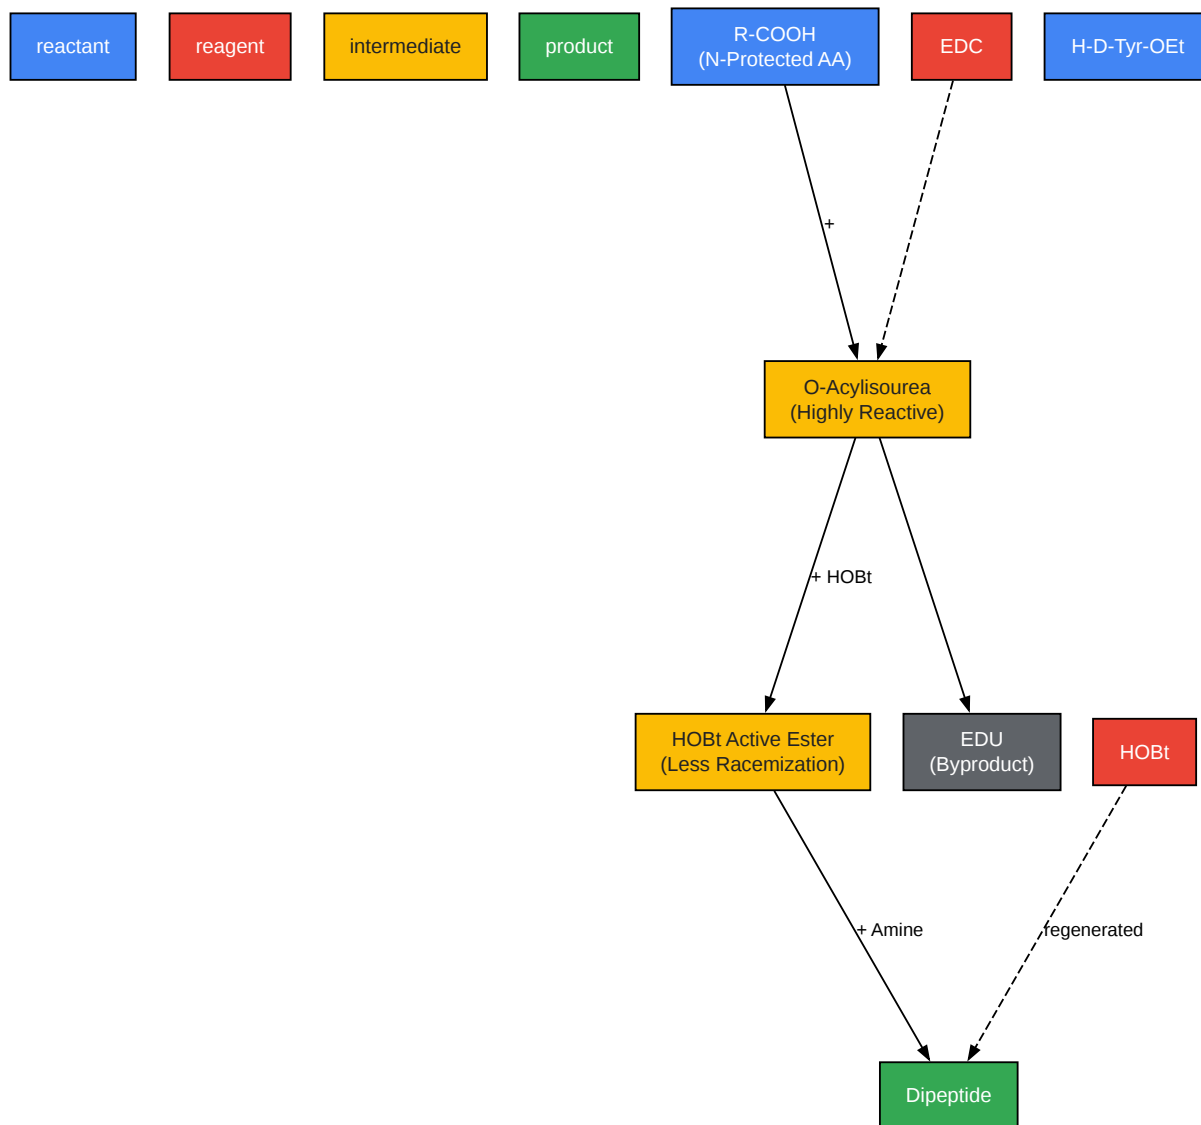 reactant
reagent
intermediate
product
R-COOH
(N-Protected AA)
EDC
H-D-Tyr-OEt
+
O-Acylisourea
(Highly Reactive)
+ HOBt
HOBt Active Ester
(Less Racemization)
EDU
(Byproduct)
HOBt
+ Amine
regenerated
Dipeptide